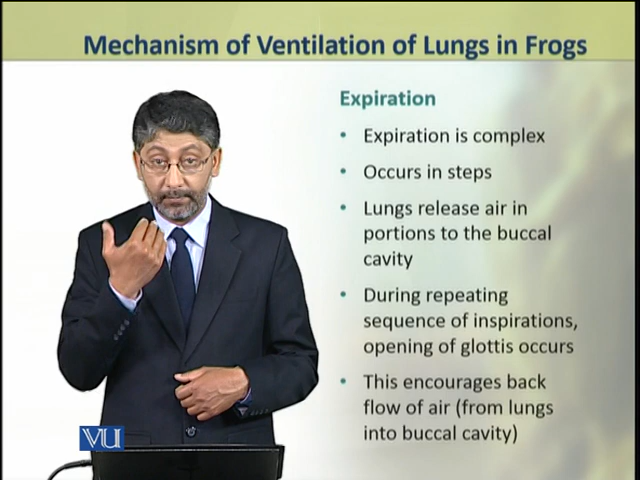 Mechanism of Ventilation of Lungs in Frogs
Expiration
• Expiration is complex
• Occurs in steps
• Lungs release air in
portions to the buccal
cavity
• During repeating
sequence of inspirations,
opening of glottis occurs
• This encourages back
flow of air (from lungs
into buccal cavity)
VU